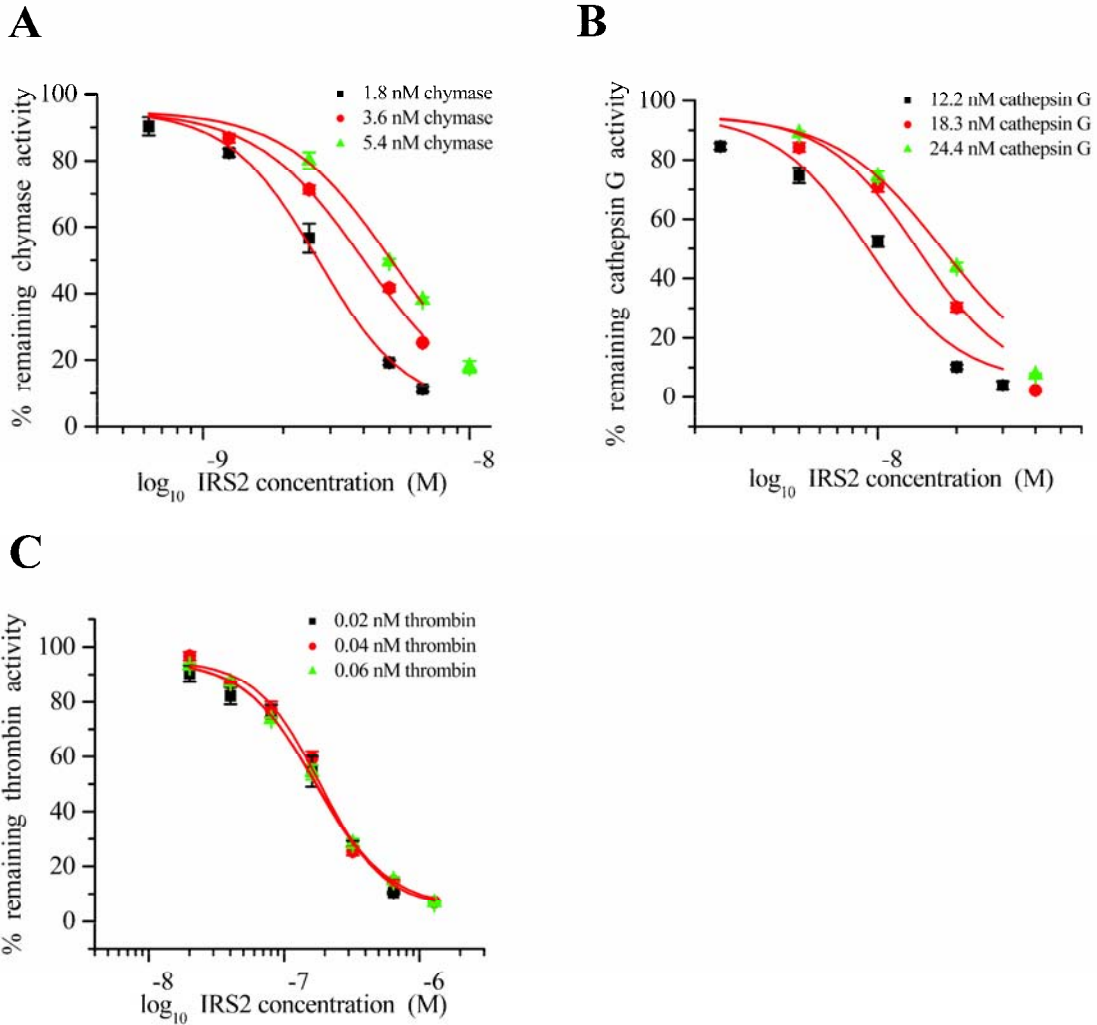 A
% remaining chymase activity
100
80
60
40
20
0
1.8 nM chymase
3.6 nM chymase
5.4 nM chymase
-9
-8
log10 IRS2 concentration (M)
B
% remaining cathepsin G activity
100
80
60
40
20
0
12.2 nM cathepsin G
18.3 nM cathepsin G
24.4 nM cathepsin G
-8
log10 IRS2 concentration (M)
C
% remaining thrombin activity
100
80
60
40
20
0
0.02 nM thrombin
0.04 nM thrombin
0.06 nM thrombin
-8
-7
-6
log10 IRS2 concentration (M)